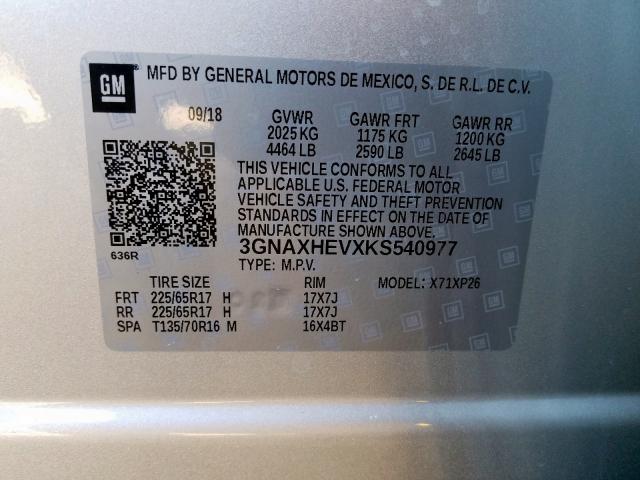 GM MFD BY GENERAL MOTORS DE MEXICO, S. DE R.L. DE C.V.
09/18 GVWR GAWR FRT GAWR RR
2025 KG 1175 KG 1200 KG
4464 LB 2590 LB 2645 LB
THIS VEHICLE CONFORMS TO ALL
APPLICABLE U.S. FEDERAL MOTOR
VEHICLE SAFETY AND THEFT PREVENTION
STANDARDS IN EFFECT ON THE DATE OF
MANUFACTURE SHOWN ABOVE.
636R 3GNAXHEVXKS540977
TYPE: M.P.V. MODEL: X71XP26
TIRE SIZE RIM
FRT 225/65R17 H 17X7J
RR 225/65R17 H 17X7J
SPA T135/70R16 M 16X4BT